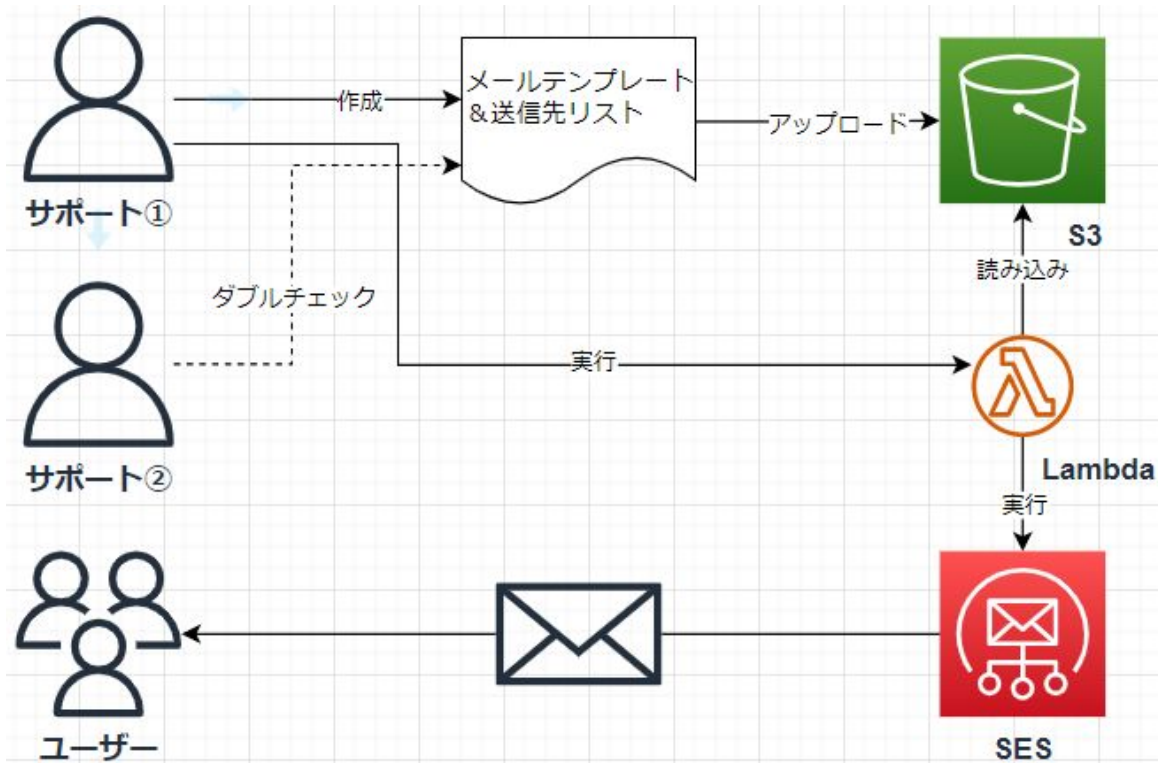 作成
メールテンプレート
&送信先リスト
アップロード
サポート①
S3
読み込み
ダブルチェック
実行
サポート②
Lambda
実行
ユーザー
SES